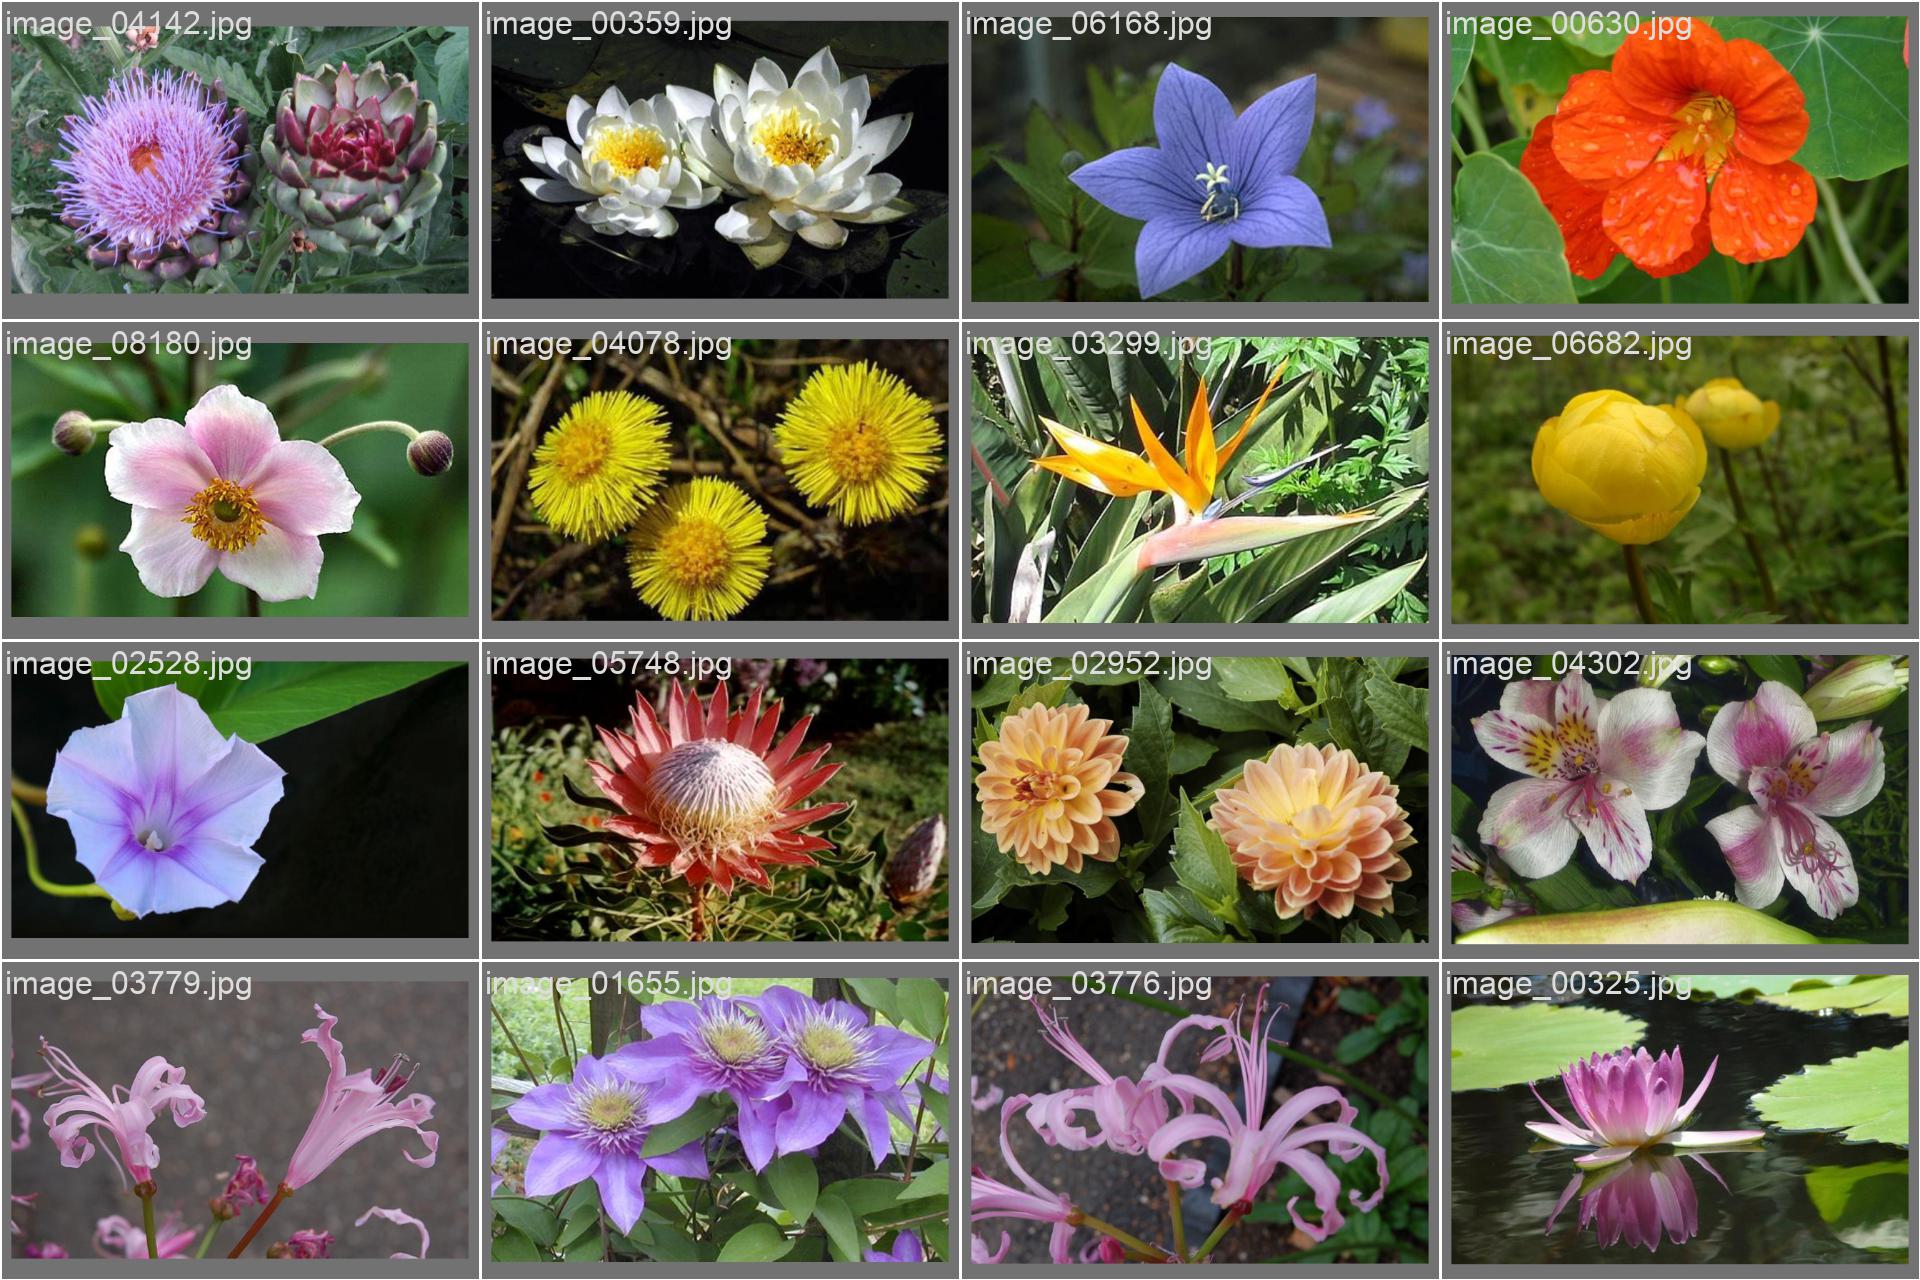 image_04142.jpg
image_00359.jpg
image_06168.jpg
image_00630.jpg
image_08180.jpg
image_04078.jpg
image_03299.jpg
image_06682.jpg
image_02528.jpg
image_05748.jpg
image_02952.jpg
image_04302.jpg
image_03779.jpg
image_01655.jpg
image_03776.jpg
image_00325.jpg